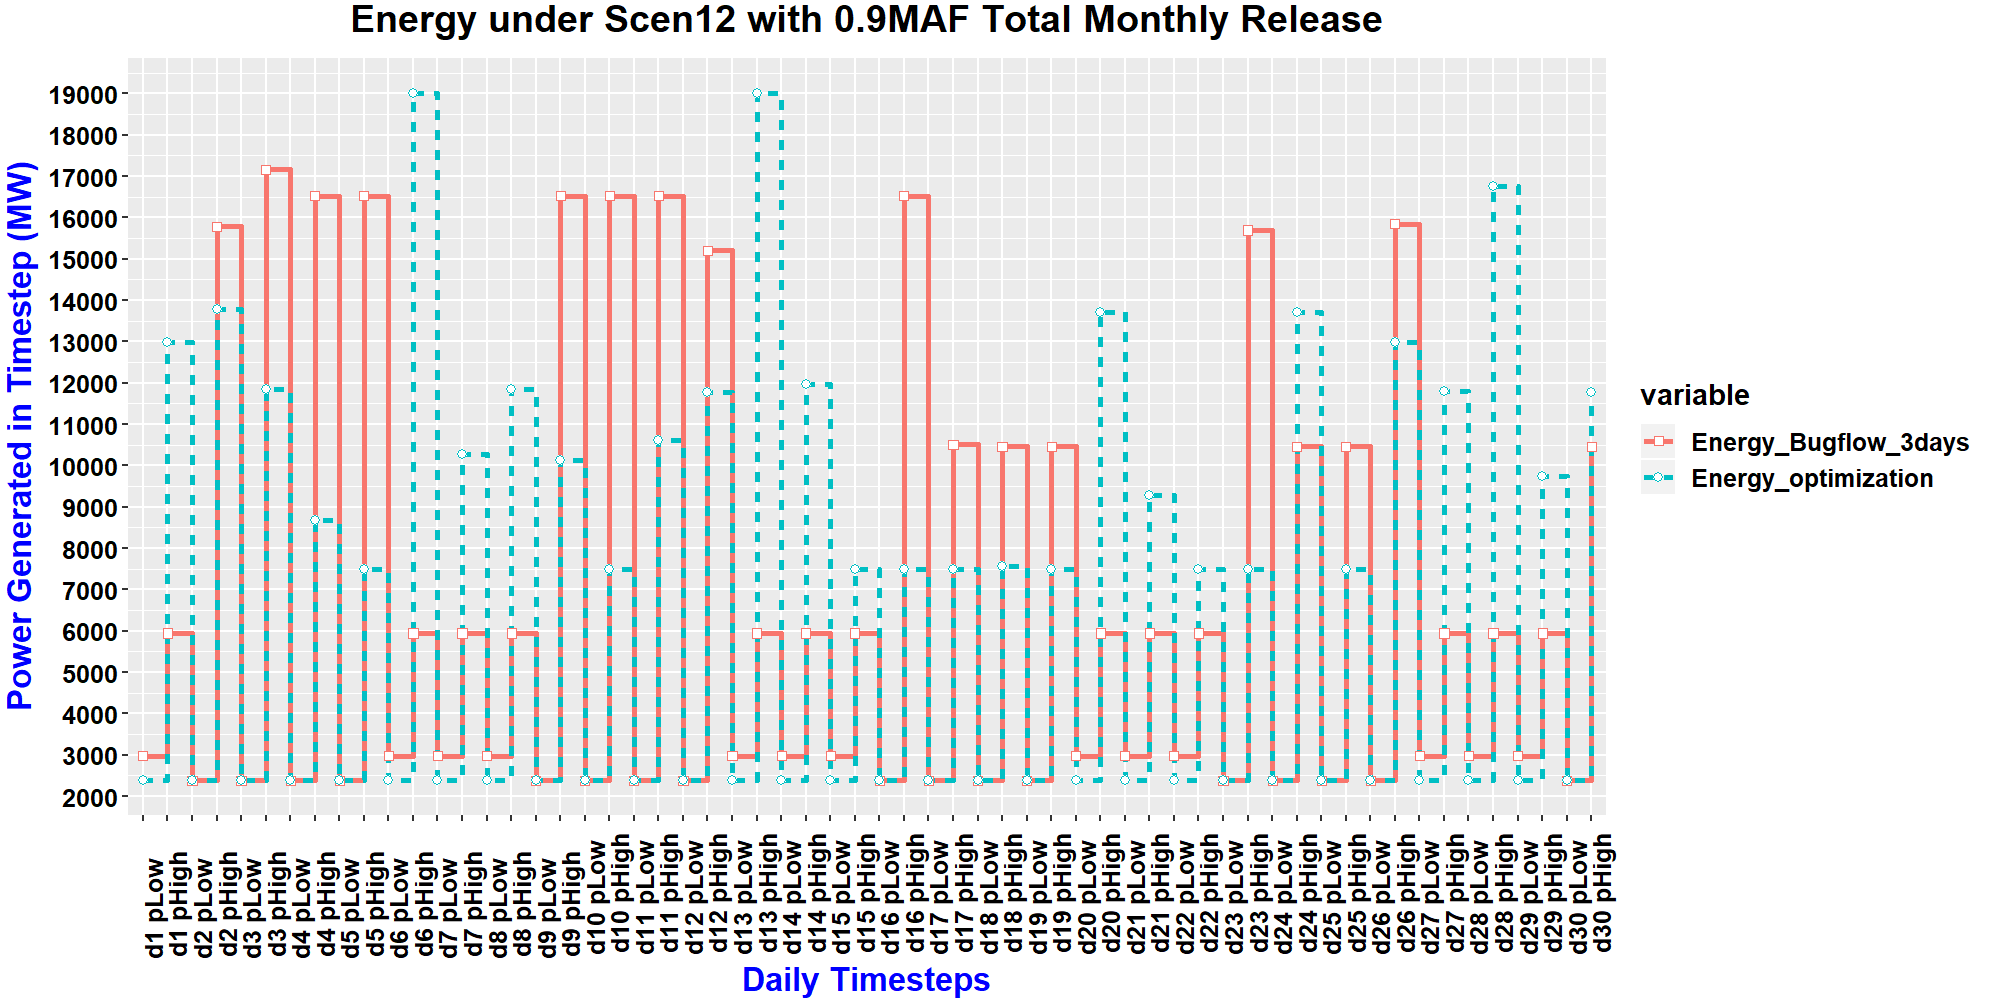 Energy under Scen12 with 0.9MAF Total Monthly Release
Power Generated in Timestep (MW)
19000
18000
17000
16000
15000
14000
13000
12000
11000
10000
9000
8000
7000
6000
5000
4000
3000
2000
d1 pLow
d1 pHigh
d2 pLow
d2 pHigh
d3 pLow
d3 pHigh
d4 pLow
d4 pHigh
d5 pLow
d5 pHigh
d6 pLow
d6 pHigh
d7 pLow
d7 pHigh
d8 pLow
d8 pHigh
d9 pLow
d9 pHigh
d10 pLow
d10 pHigh
d11 pLow
d11 pHigh
d12 pLow
d12 pHigh
d13 pLow
d13 pHigh
d14 pLow
d14 pHigh
d15 pLow
d15 pHigh
d16 pLow
d16 pHigh
d17 pLow
d17 pHigh
d18 pLow
d18 pHigh
d19 pLow
d19 pHigh
d20 pLow
d20 pHigh
d21 pLow
d21 pHigh
d22 pLow
d22 pHigh
d23 pLow
d23 pHigh
d24 pLow
d24 pHigh
d25 pLow
d25 pHigh
d26 pLow
d26 pHigh
d27 pLow
d27 pHigh
d28 pLow
d28 pHigh
d29 pLow
d29 pHigh
d30 pLow
d30 pHigh
Daily Timesteps
variable
Energy_Bugflow_3days
Energy_optimization